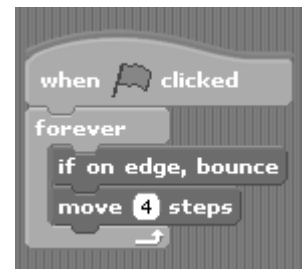 when clicked
forever
if on edge, bounce
move 4 steps